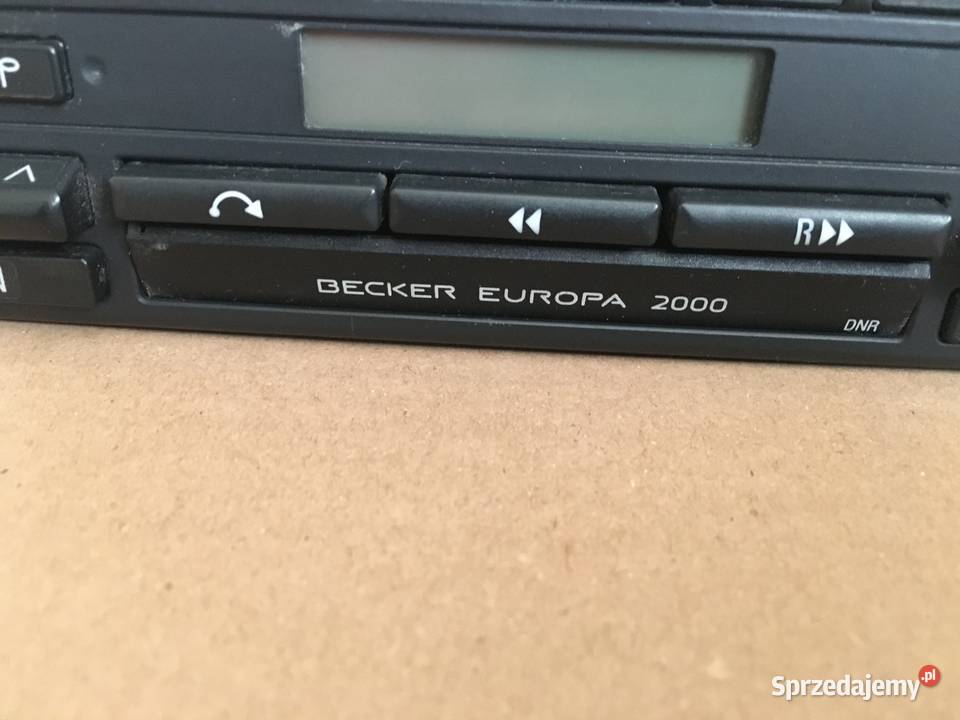 R
BECKER EUROPA 2000
DNR
Sprzedajemy.pl